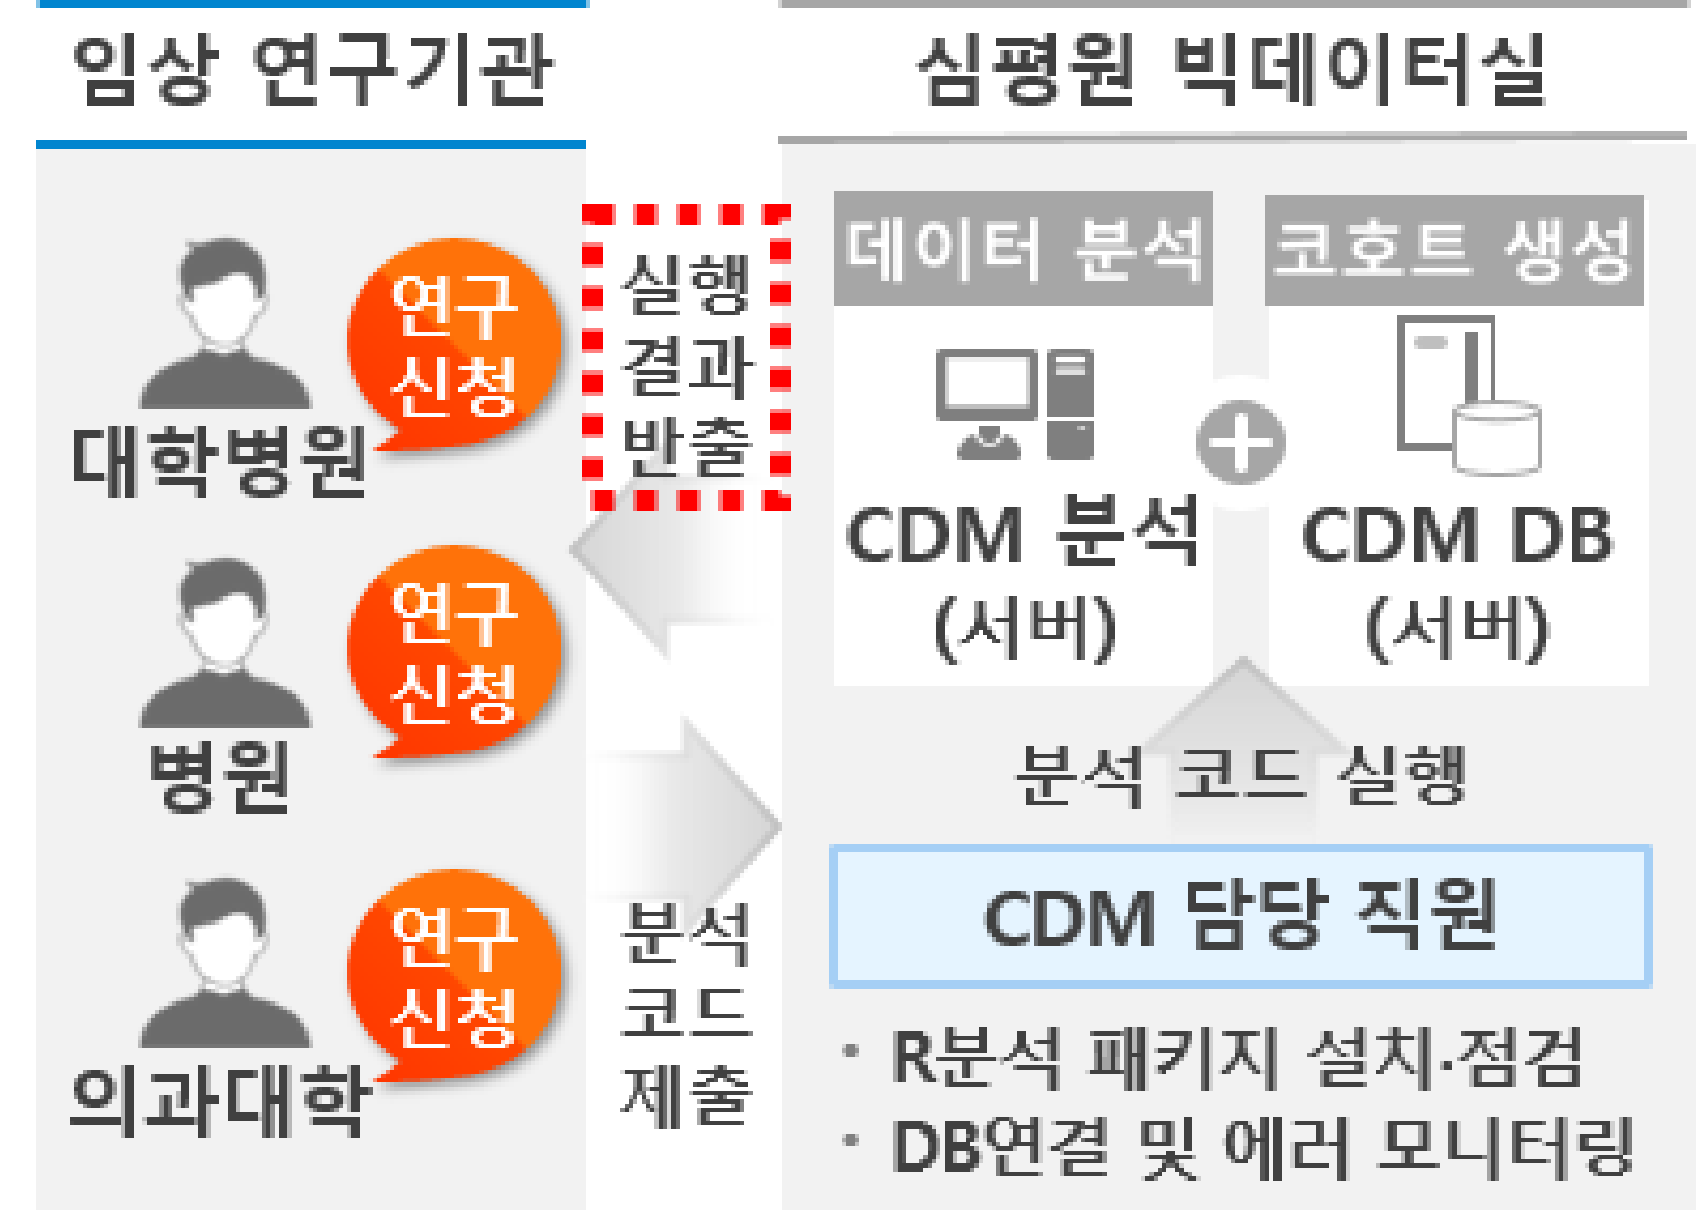 임상 연구기관
심평원 빅데이터실
연구
신청
대학병원
연구
신청
병원
연구
신청
의과대학
실행
결과
반출
분석
코드
제출
데이터 분석
코호트 생성
CDM 분석
(서버)
CDM DB
(서버)
분석 코드 실행
CDM 담당 직원
· R분석 패키지 설치·점검
· DB연결 및 에러 모니터링